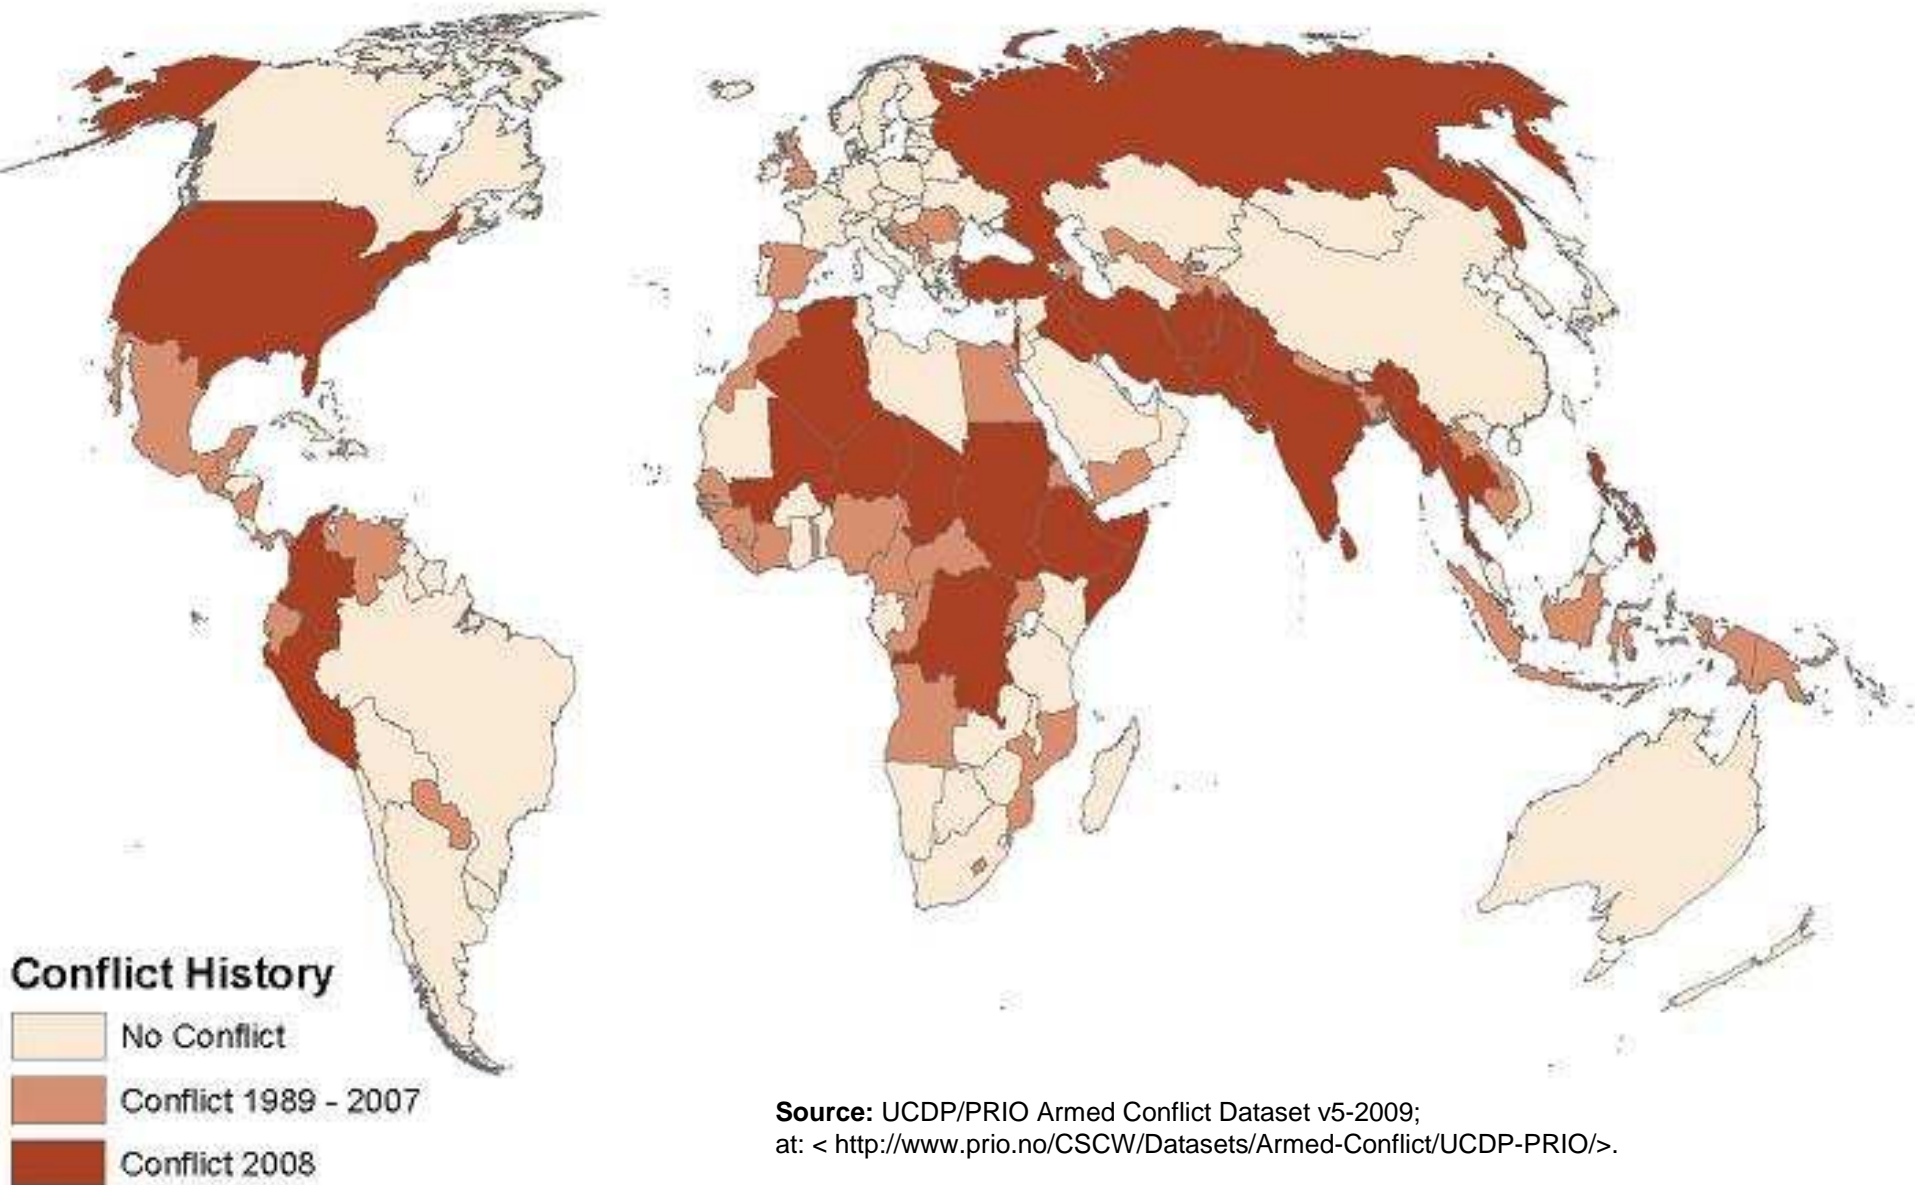 Conflict History
No Conflict
Conflict 1989 - 2007
Conflict 2008
Source: UCDP/PRIO Armed Conflict Dataset v5-2009;
at: < http://www.prio.no/CSCW/Datasets/Armed-Conflict/UCDP-PRIO/>.